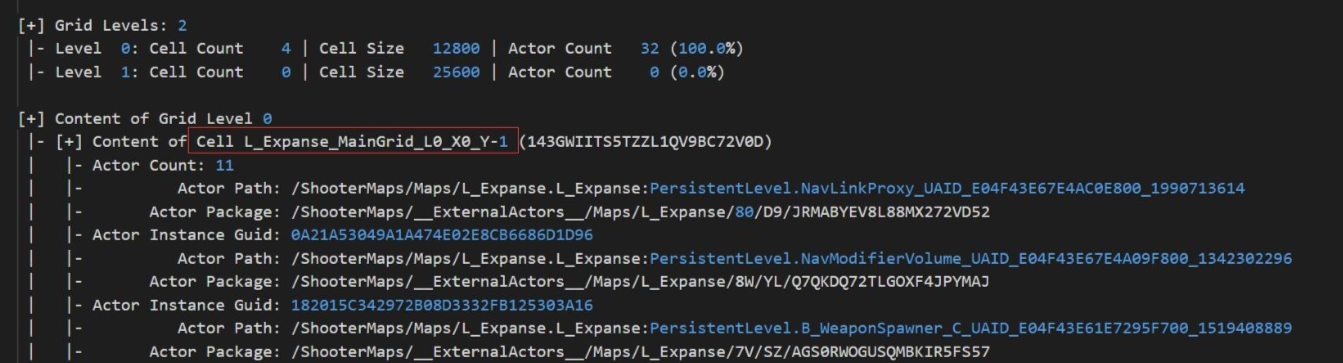 [+] Grid Levels: 2
|- Level 0: Cell Count 4 | Cell Size 12800 | Actor Count 32 (100.0%)
|- Level 1: Cell Count 0 | Cell Size 25600 | Actor Count 0 (0.0%)
[+] Content of Grid Level 0
|- [+] Content of Cell L_Expanse_MainGrid_L0_X0_Y-1 (143GWIITS5TZZL1QV9BC72V0D)
| |- Actor Count: 11
| |- Actor Path: /ShooterMaps/Maps/L_Expanse.L_Expanse:PersistentLevel.NavLinkProxy_UAID_E04F43E67E4AC0E800_1990713614
| |- Actor Package: /ShooterMaps/__ExternalActors__/Maps/L_Expanse/80/D9/JRMABYEV8L88MX272VD52
| |- Actor Instance Guid: 0A21A53049A1A474E02E8CB6686D1D96
| |- Actor Path: /ShooterMaps/Maps/L_Expanse.L_Expanse:PersistentLevel.NavModifierVolume_UAID_E04F43E67E4A09F800_1342302296
| |- Actor Package: /ShooterMaps/__ExternalActors__/Maps/L_Expanse/8W/YL/Q7QKDQ72TLGOXF4JPYMAJ
| |- Actor Instance Guid: 182015C342972B08D3332FB125303A16
| |- Actor Path: /ShooterMaps/Maps/L_Expanse.L_Expanse:PersistentLevel.B_WeaponSpawner_C_UAID_E04F43E61E7295F700_1519408889
| |- Actor Package: /ShooterMaps/__ExternalActors__/Maps/L_Expanse/7V/SZ/AGS0RWOGUSQMBKIR5FS57